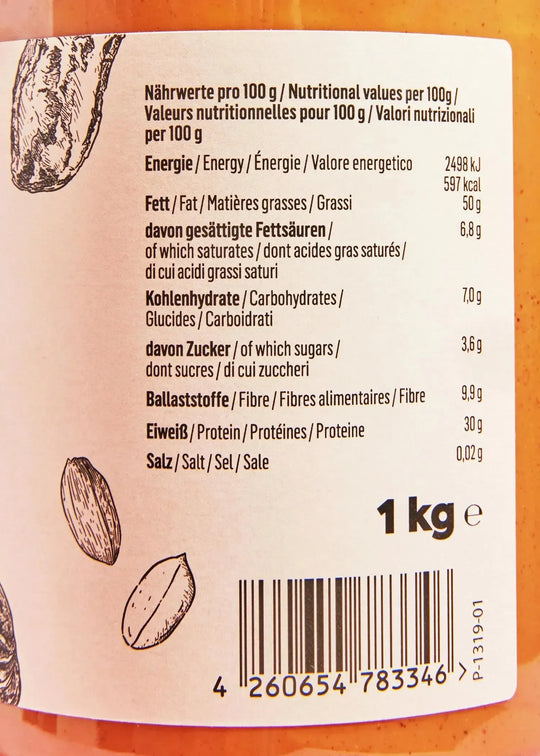 Nährwerte pro 100 g / Nutritional values per 100g /
Valeurs nutritionnelles pour 100 g / Valori nutrizionali
per 100 g
Energie / Energy / Énergie / Valore energetico 2498 kJ
597 kcal
Fett / Fat / Matières grasses / Grassi 50 g
davon gesättigte Fettsäuren / 6,8 g
of which saturates / dont acides gras saturés /
di cui acidi grassi saturi
Kohlenhydrate / Carbohydrates / 7,0 g
Glucides / Carboidrati
davon Zucker / of which sugars / 3,6 g
dont sucres / di cui zuccheri
Ballaststoffe / Fibre / Fibres alimentaires / Fibre 9,9 g
Eiweiß / Protein / Protéines / Proteine 30 g
Salz / Salt / Sel / Sale 0,02 g
1 kg e
4 260654 783346 >
P-1319-01